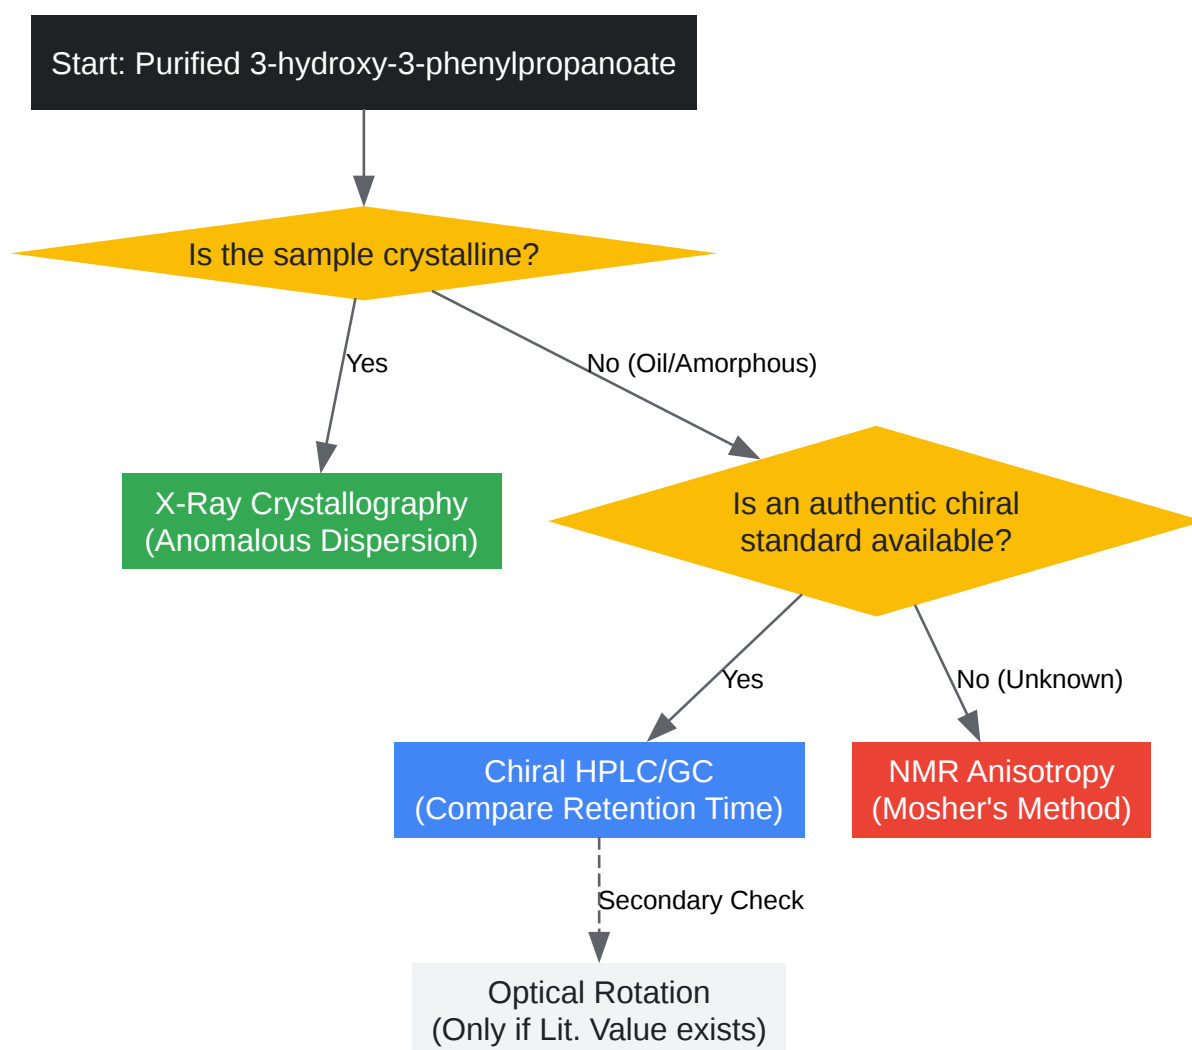 Start: Purified 3-hydroxy-3-phenylpropanoate
Is the sample crystalline?
Yes
No (Oil/Amorphous)
X-Ray Crystallography
(Anomalous Dispersion)
Is an authentic chiral
standard available?
Yes
No (Unknown)
Chiral HPLC/GC
(Compare Retention Time)
NMR Anisotropy
(Mosher's Method)
Secondary Check
Optical Rotation
(Only if Lit. Value exists)